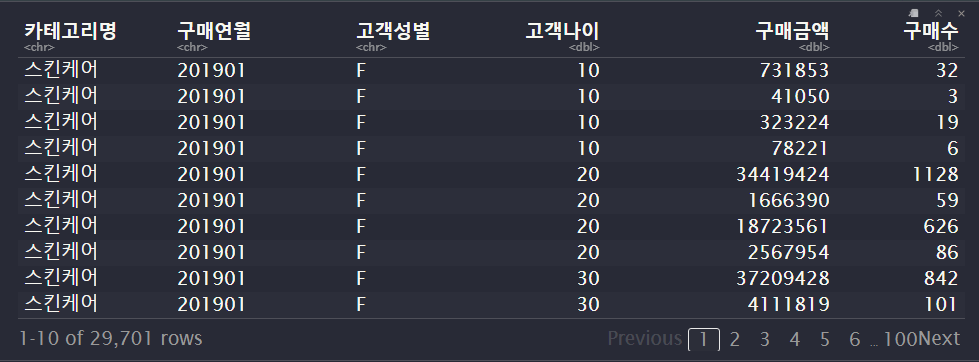 카테고리명 구매연월 고객성별 고객나이 구매금액 구매수
<chr> <chr> <chr> <dbl> <dbl> <dbl>
스킨케어 201901 F 10 731853 32
스킨케어 201901 F 10 41050 3
스킨케어 201901 F 10 323224 19
스킨케어 201901 F 10 78221 6
스킨케어 201901 F 20 34419424 1128
스킨케어 201901 F 20 1666390 59
스킨케어 201901 F 20 18723561 626
스킨케어 201901 F 20 2567954 86
스킨케어 201901 F 30 37209428 842
스킨케어 201901 F 30 4111819 101
1-10 of 29,701 rows Previous 1 2 3 4 5 6 ... 100 Next